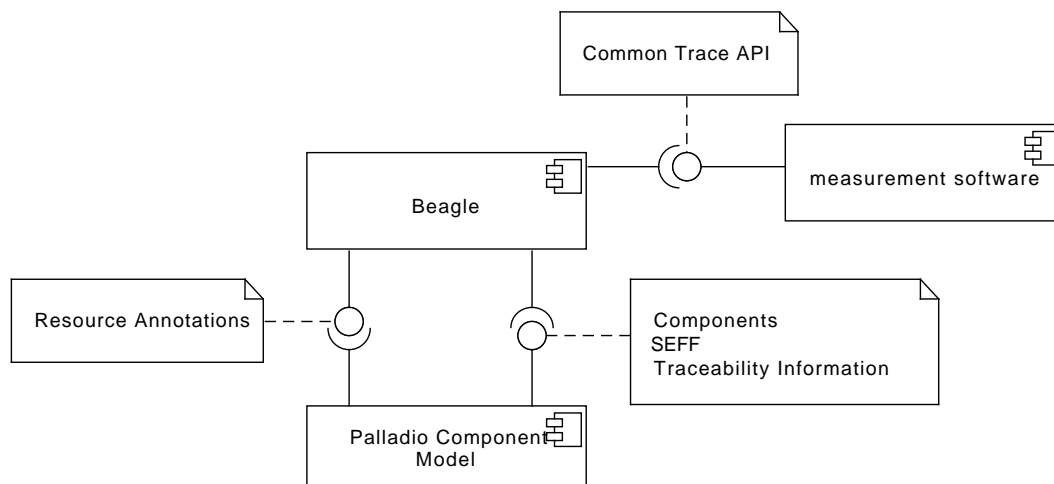 Common Trace API
measurement software
Beagle
Resource Annotations
Components
SEFF
Traceability Information
Palladio Component
Model